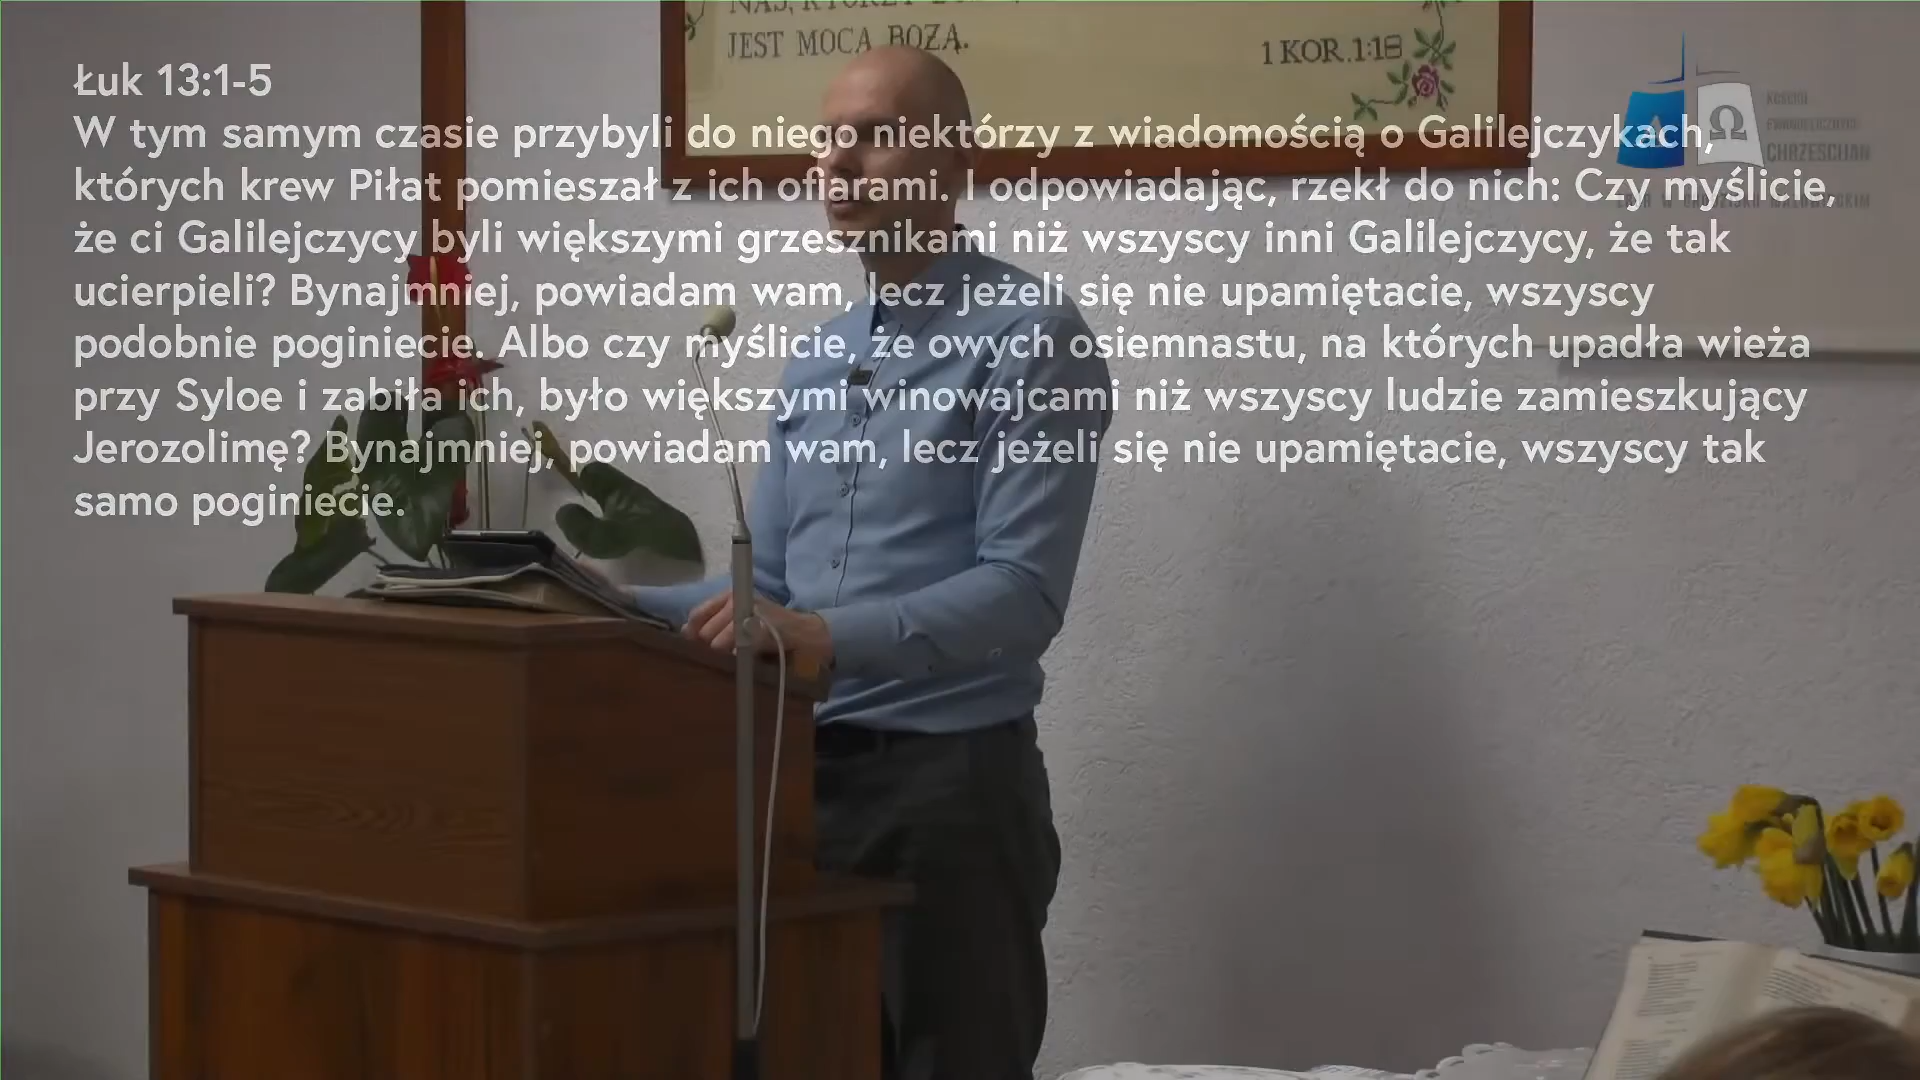 NAS, KTÓRZY
JEST MOCĄ BOŻĄ.
1 KOR.1:18
Łuk 13:1-5
W tym samym czasie przybyli do niego niektórzy z wiadomością o Galilejczykach,
których krew Piłat pomieszał z ich ofiarami. I odpowiadając, rzekł do nich: Czy myślicie,
że ci Galilejczycy byli większymi grzesznikami niż wszyscy inni Galilejczycy, że tak
ucierpieli? Bynajmniej, powiadam wam, lecz jeżeli się nie upamiętacie, wszyscy
podobnie poginiecie. Albo czy myślicie, że owych osiemnastu, na których upadła wieża
przy Syloe i zabiła ich, było większymi winowajcami niż wszyscy ludzie zamieszkujący
Jerozolimę? Bynajmniej, powiadam wam, lecz jeżeli się nie upamiętacie, wszyscy tak
samo poginiecie.
Ω
KOŚCIÓŁ
EWANGELICZNYCH
CHRZEŚCIJAN